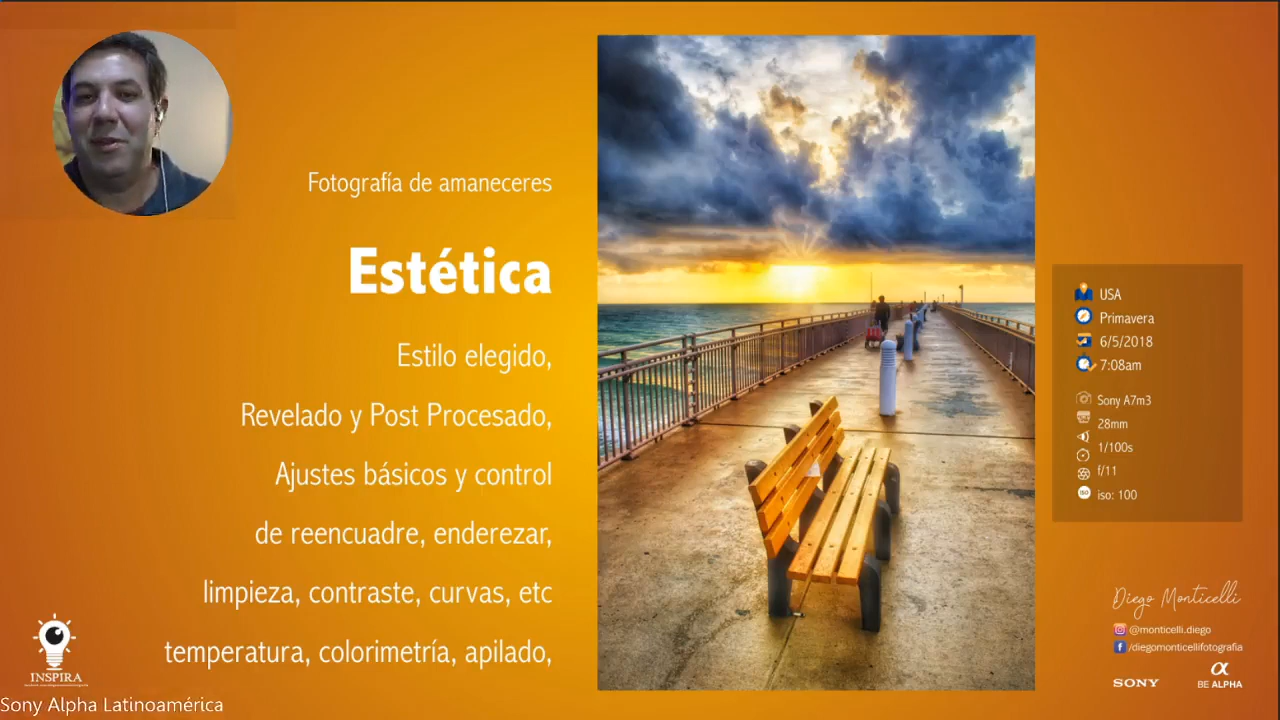 Fotografía de amaneceres
Estética
Estilo elegido,
Revelado y Post Procesado,
Ajustes básicos y control
de reencuadre, enderezar,
limpieza, contraste, curvas, etc
temperatura, colorimetría, apilado,
USA
Primavera
6/5/2018
7:08am
Sony A7m3
28mm
1/100s
f/11
ISO iso: 100
Diego Monticelli
@monticelli.diego
/diegomonticellifotografia
SONY
α
BE ALPHA
INSPIRA
Sony Alpha Latinoamérica